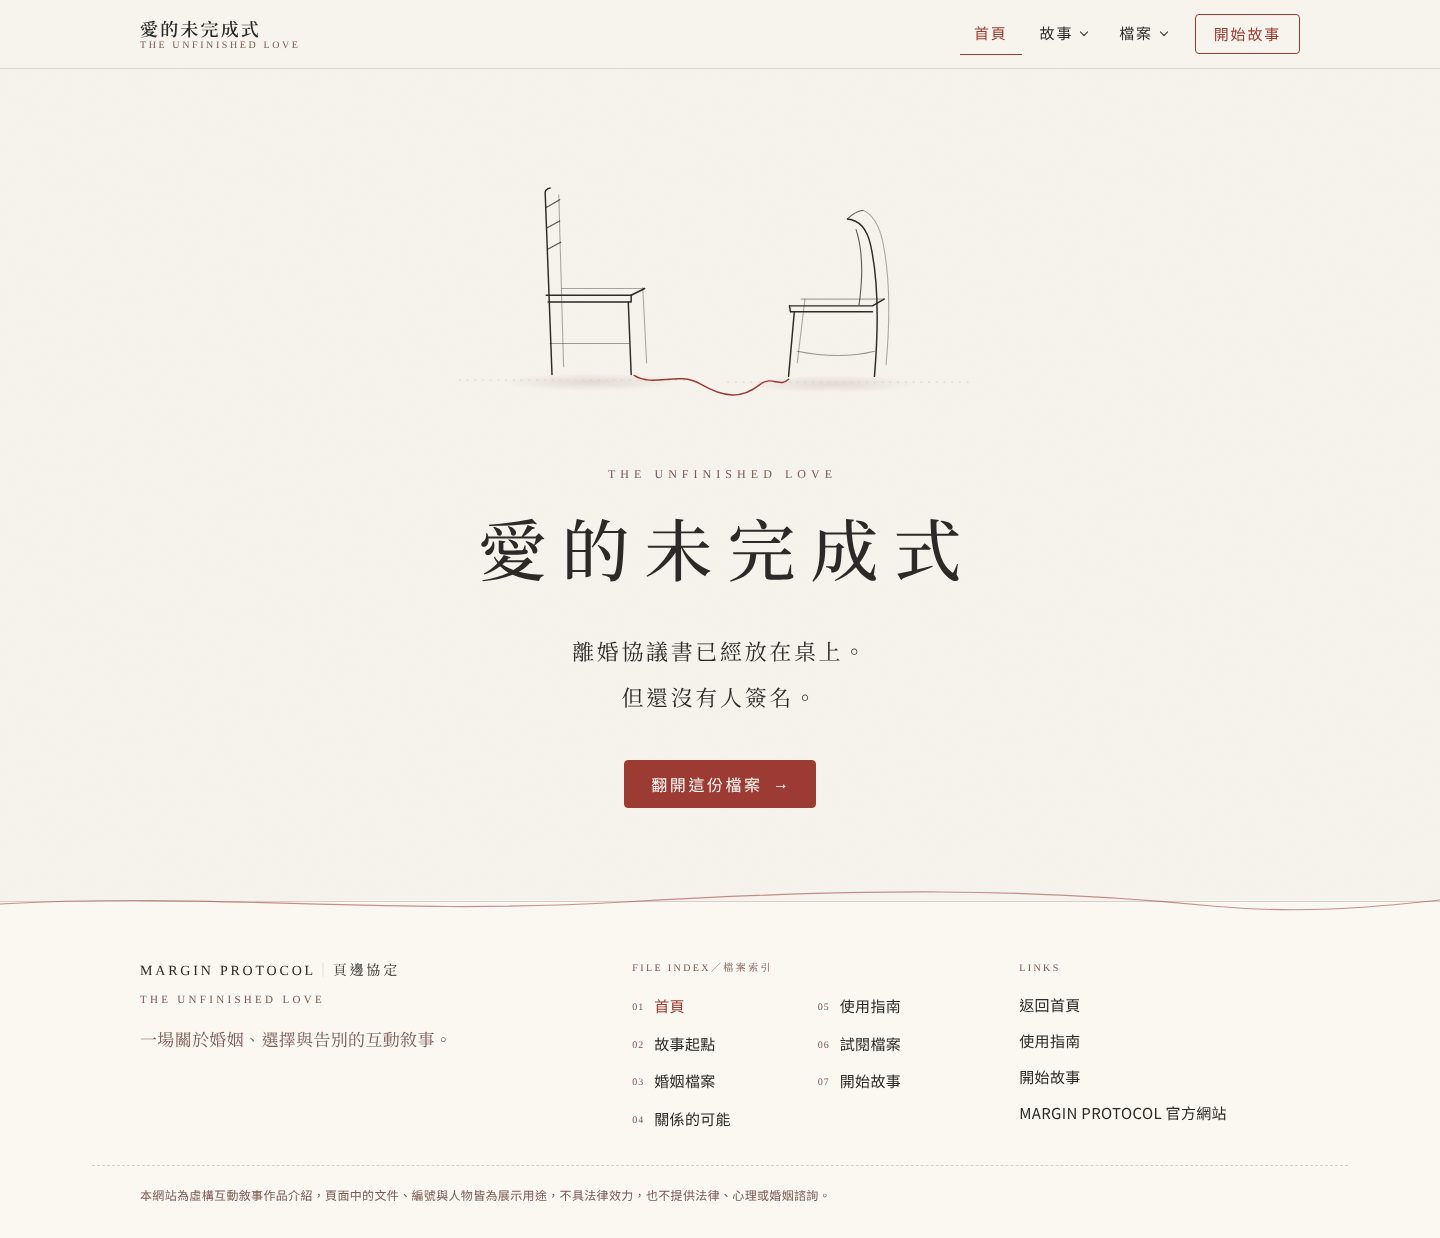 愛的未完成式
THE UNFINISHED LOVE
首頁
故事
檔案
開始故事
THE UNFINISHED LOVE
愛的未完成式
離婚協議書已經放在桌上。
但還沒有人簽名。
翻開這份檔案 →
MARGIN PROTOCOL｜頁邊協定
THE UNFINISHED LOVE
一場關於婚姻、選擇與告別的互動敘事。
FILE INDEX／檔案索引
01 首頁
02 故事起點
03 婚姻檔案
04 關係的可能
05 使用指南
06 試閱檔案
07 開始故事
LINKS
返回首頁
使用指南
開始故事
MARGIN PROTOCOL 官方網站
本網站為虛構互動敘事作品介紹，頁面中的文件、編號與人物皆為展示用途，不具法律效力，也不提供法律、心理或婚姻諮詢。